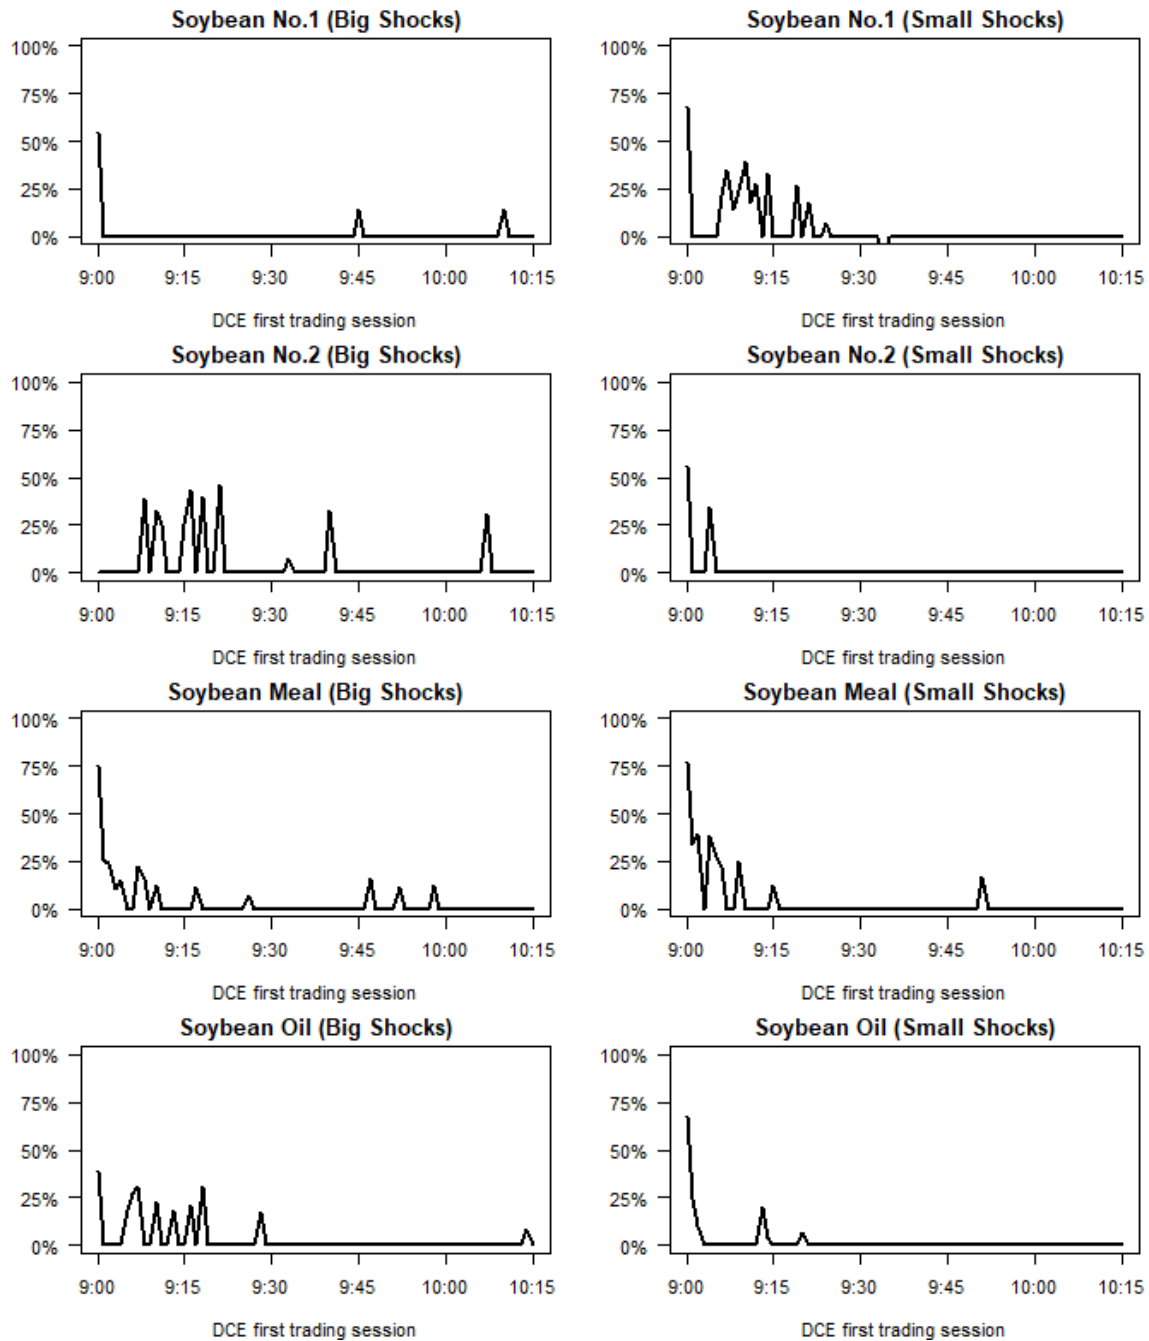 Soybean No.1 (Big Shocks)
100%
75%
50%
25%
0%
9:00 9:15 9:30 9:45 10:00 10:15
DCE first trading session
Soybean No.1 (Small Shocks)
100%
75%
50%
25%
0%
9:00 9:15 9:30 9:45 10:00 10:15
DCE first trading session
Soybean No.2 (Big Shocks)
100%
75%
50%
25%
0%
9:00 9:15 9:30 9:45 10:00 10:15
DCE first trading session
Soybean No.2 (Small Shocks)
100%
75%
50%
25%
0%
9:00 9:15 9:30 9:45 10:00 10:15
DCE first trading session
Soybean Meal (Big Shocks)
100%
75%
50%
25%
0%
9:00 9:15 9:30 9:45 10:00 10:15
DCE first trading session
Soybean Meal (Small Shocks)
100%
75%
50%
25%
0%
9:00 9:15 9:30 9:45 10:00 10:15
DCE first trading session
Soybean Oil (Big Shocks)
100%
75%
50%
25%
0%
9:00 9:15 9:30 9:45 10:00 10:15
DCE first trading session
Soybean Oil (Small Shocks)
100%
75%
50%
25%
0%
9:00 9:15 9:30 9:45 10:00 10:15
DCE first trading session